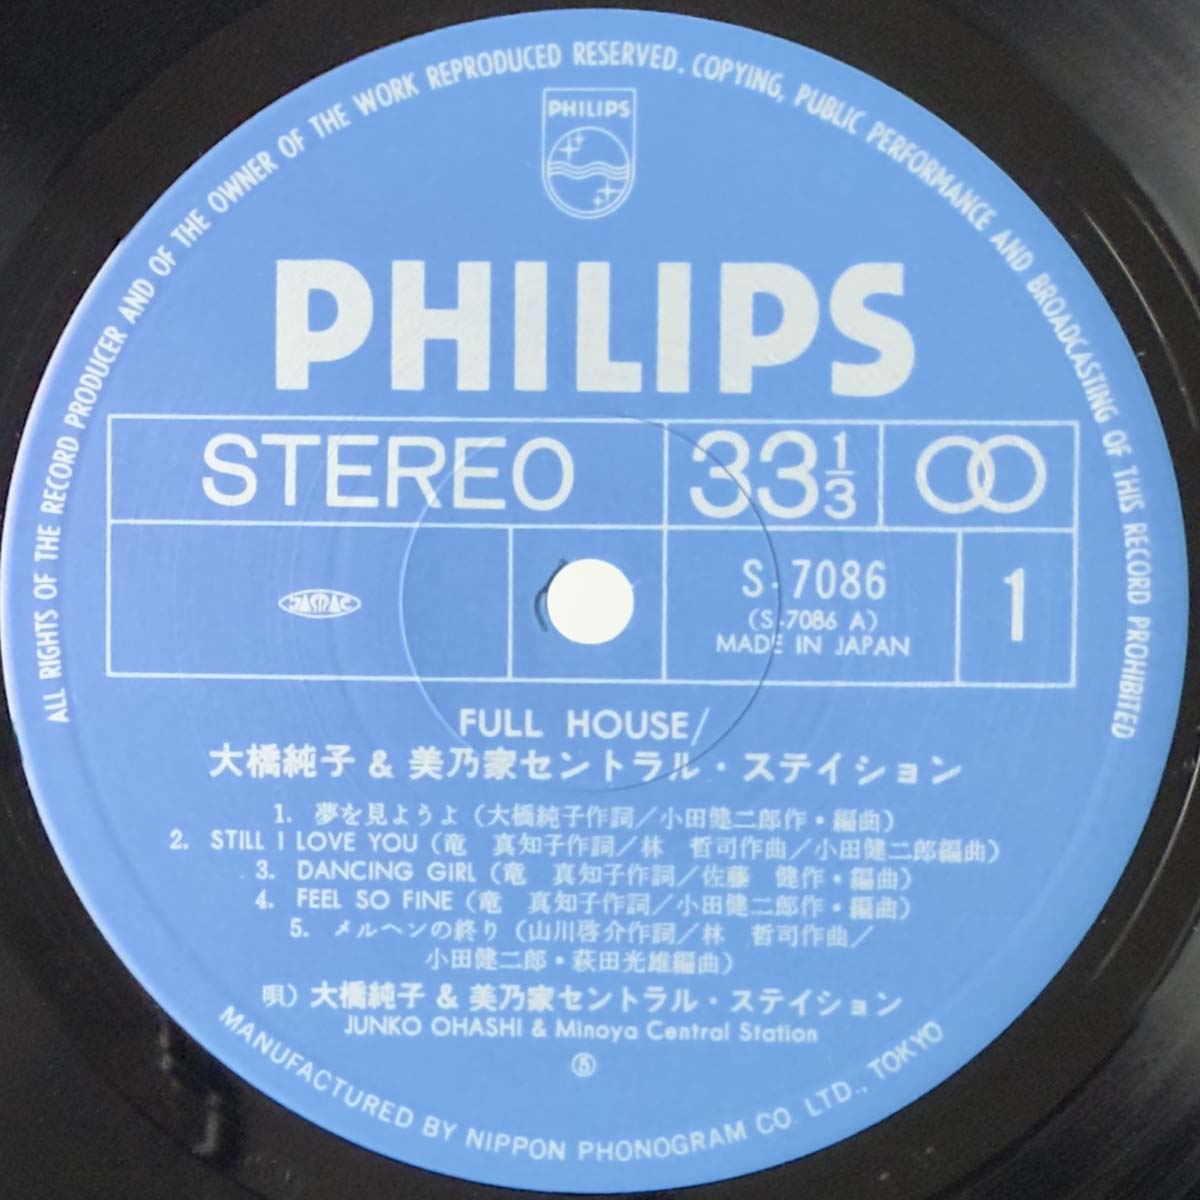 ALL RIGHTS OF THE RECORD PRODUCER AND OF THE OWNER OF THE WORK REPRODUCED RESERVED. COPYING, PUBLIC PERFORMANCE AND BROADCASTING OF THIS RECORD PROHIBITED
PHILIPS
PHILIPS
STEREO 33 1/3
JASRAC
S-7086
(S-7086 A)
MADE IN JAPAN
1
FULL HOUSE/
大橋純子 & 美乃家セントラル・ステイション
1. 夢を見ようよ（大橋純子作詞／小田健二郎作・編曲）
2. STILL I LOVE YOU（竜 真知子作詞／林 哲司作曲／小田健二郎編曲）
3. DANCING GIRL（竜 真知子作詞／佐藤 健作・編曲）
4. FEEL SO FINE（竜 真知子作詞／小田健二郎作・編曲）
5. メルヘンの終り（山川啓介作詞／林 哲司作曲／
小田健二郎・萩田光雄編曲）
唄）大橋純子 & 美乃家セントラル・ステイション
JUNKO OHASHI & Minoya Central Station
Ⓢ
MANUFACTURED BY NIPPON PHONOGRAM CO. LTD., TOKYO